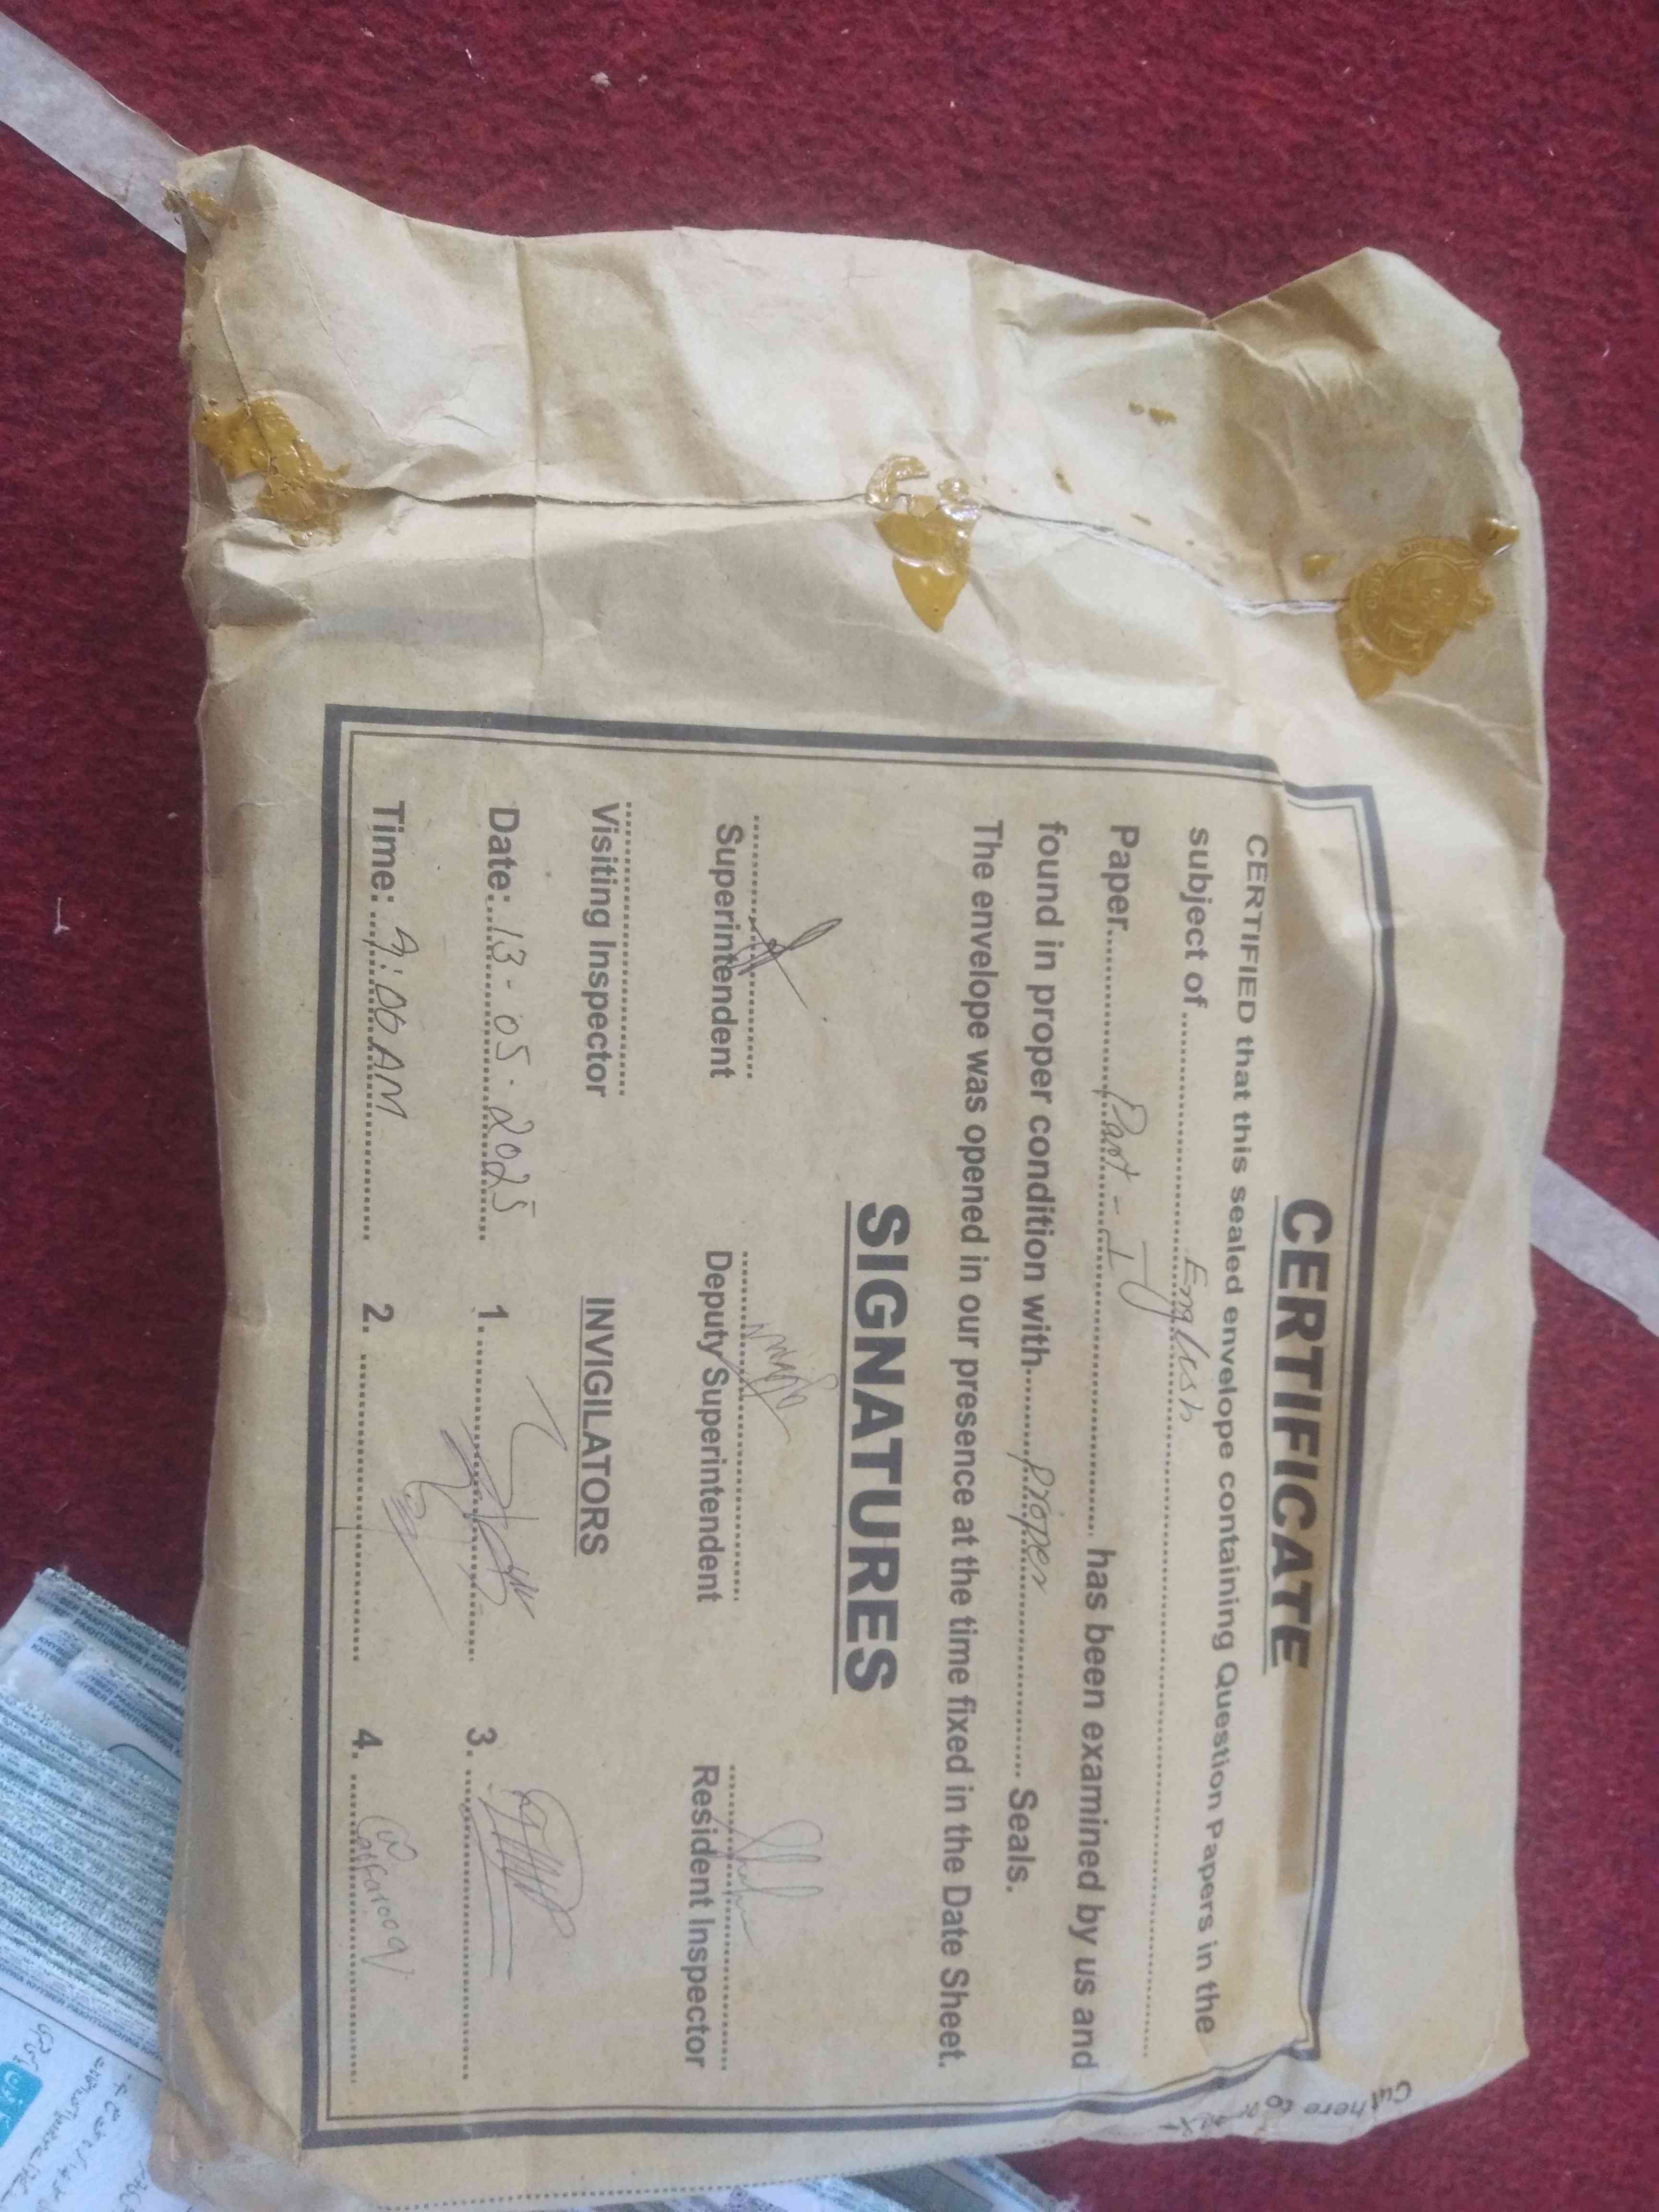 CERTIFICATE
CERTIFIED that this sealed envelope containing Question Papers in the
subject of ........ English ........
Paper ........ Part - I ........ has been examined by us and
found in proper condition with ........ proper ........ Seals.
The envelope was opened in our presence at the time fixed in the Date Sheet.
SIGNATURES
Superintendent Deputy Superintendent Resident Inspector
Visiting Inspector INVIGILATORS
Date: 13-05-2025 1. 3.
Time: 9:00 AM 2. 4.
Cut here to
KHYBER PAKHTUNKHWA